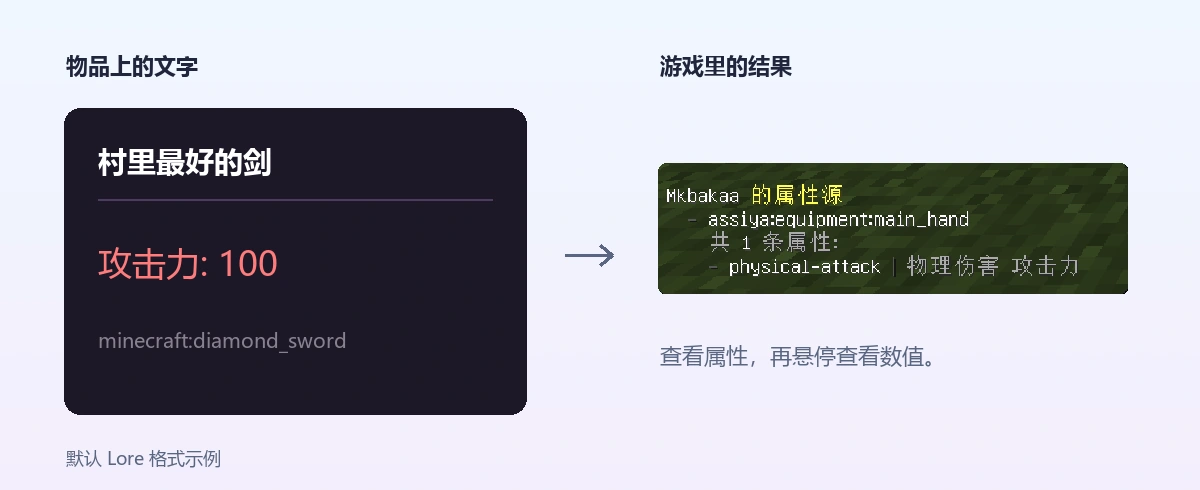 物品上的文字
村里最好的剑
攻击力: 100
minecraft:diamond_sword
默认 Lore 格式示例
游戏里的结果
Mkbakaa 的属性源
- assiya:equipment:main_hand
共 1 条属性:
- physical-attack | 物理伤害 攻击力
查看属性，再悬停查看数值。